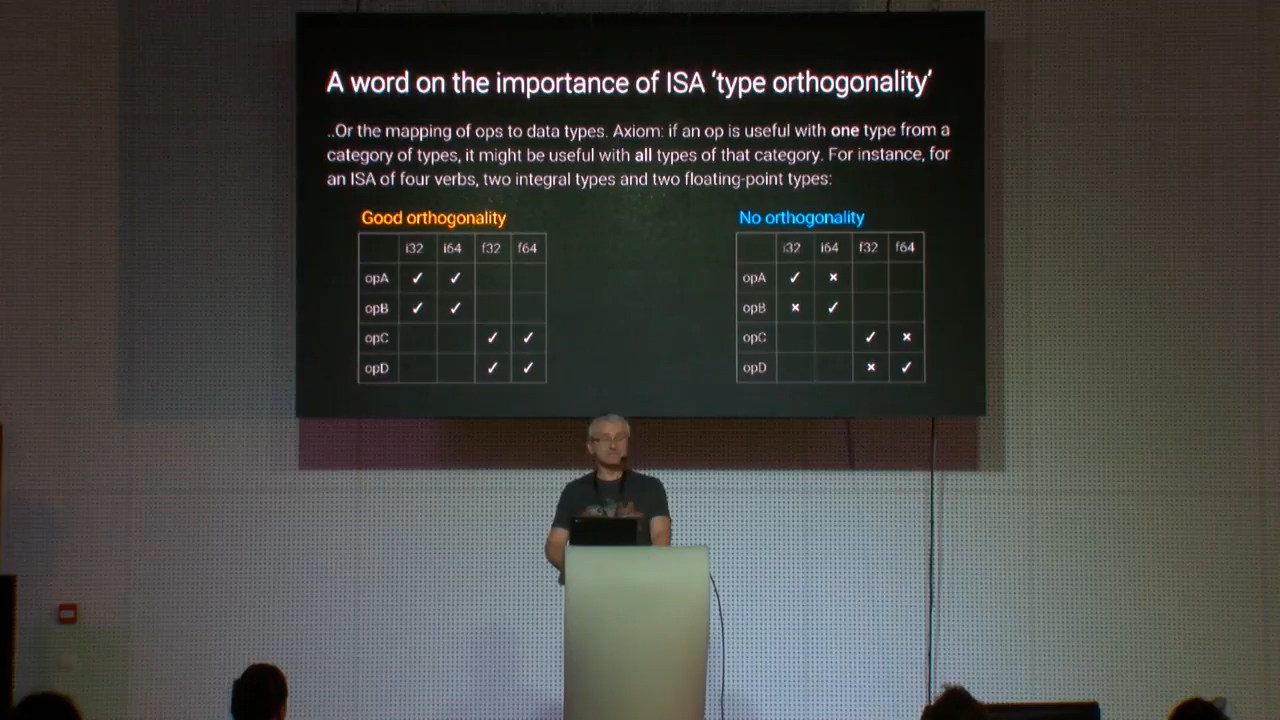 A word on the importance of ISA 'type orthogonality'
..Or the mapping of ops to data types. Axiom: if an op is useful with one type from a
category of types, it might be useful with all types of that category. For instance, for
an ISA of four verbs, two integral types and two floating-point types:
Good orthogonality
i32 i64 f32 f64
opA ✓ ✓
opB ✓ ✓
opC ✓ ✓
opD ✓ ✓
No orthogonality
i32 i64 f32 f64
opA ✓ ×
opB × ✓
opC ✓ ×
opD × ✓